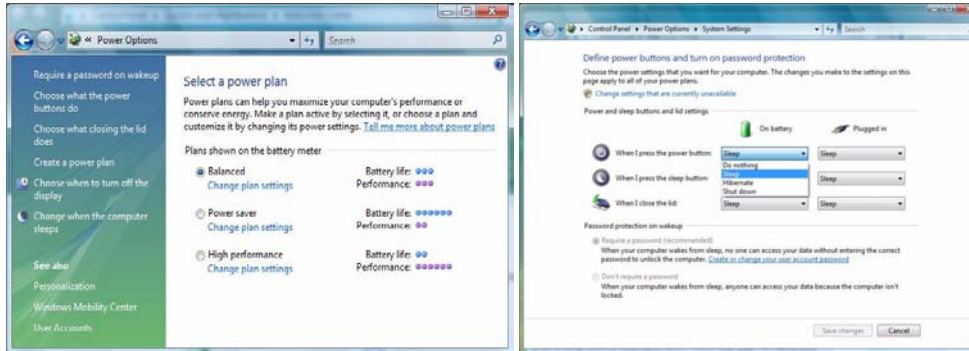 Power Options
Search
Require a password on wakeup
Choose what the power
buttons do
Choose what closing the lid
does
Create a power plan
Choose when to turn off the
display
Change when the computer
sleeps
See also
Personalization
Windows Mobility Center
User Accounts
Select a power plan
Power plans can help you maximize your computer's performance or
conserve energy. Make a plan active by selecting it, or choose a plan and
customize it by changing its power settings. Tell me more about power plans
Plans shown on the battery meter
Balanced Battery life:
Change plan settings Performance:
Power saver Battery life:
Change plan settings Performance:
High performance Battery life:
Change plan settings Performance:
Control Panel Power Options System Settings Search
Define power buttons and turn on password protection
Choose the power settings that you want for your computer. The changes you make to the settings on this
page apply to all of your power plans.
Change settings that are currently unavailable
Power and sleep buttons and lid settings
On battery Plugged in
When I press the power button: Sleep Sleep
Do nothing
Sleep
Hibernate
Shut down
When I press the sleep button: Sleep
When I close the lid: Sleep Sleep
Password protection on wakeup
Require a password (recommended)
When your computer wakes from sleep, no one can access your data without entering the correct
password to unlock the computer. Create or change your user account password
Don't require a password
When your computer wakes from sleep, anyone can access your data because the computer isn't
locked.
Save changes Cancel